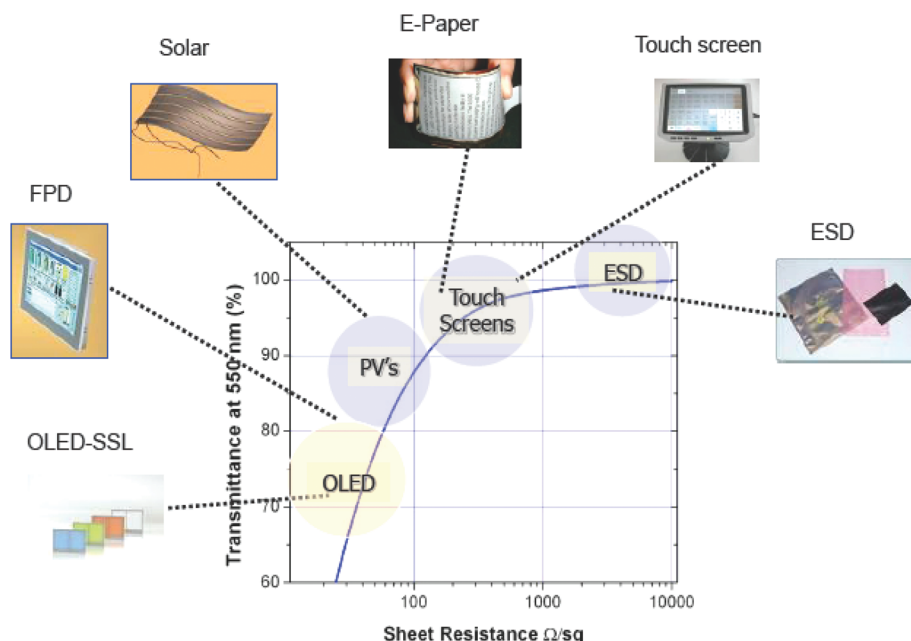 E-Paper
Solar
Touch screen
FPD
ESD
OLED-SSL
Transmittance at 550 nm (%)
100
90
80
70
60
ESD
Touch
Screens
PV's
OLED
100
1000
10000
Sheet Resistance Ω/sq